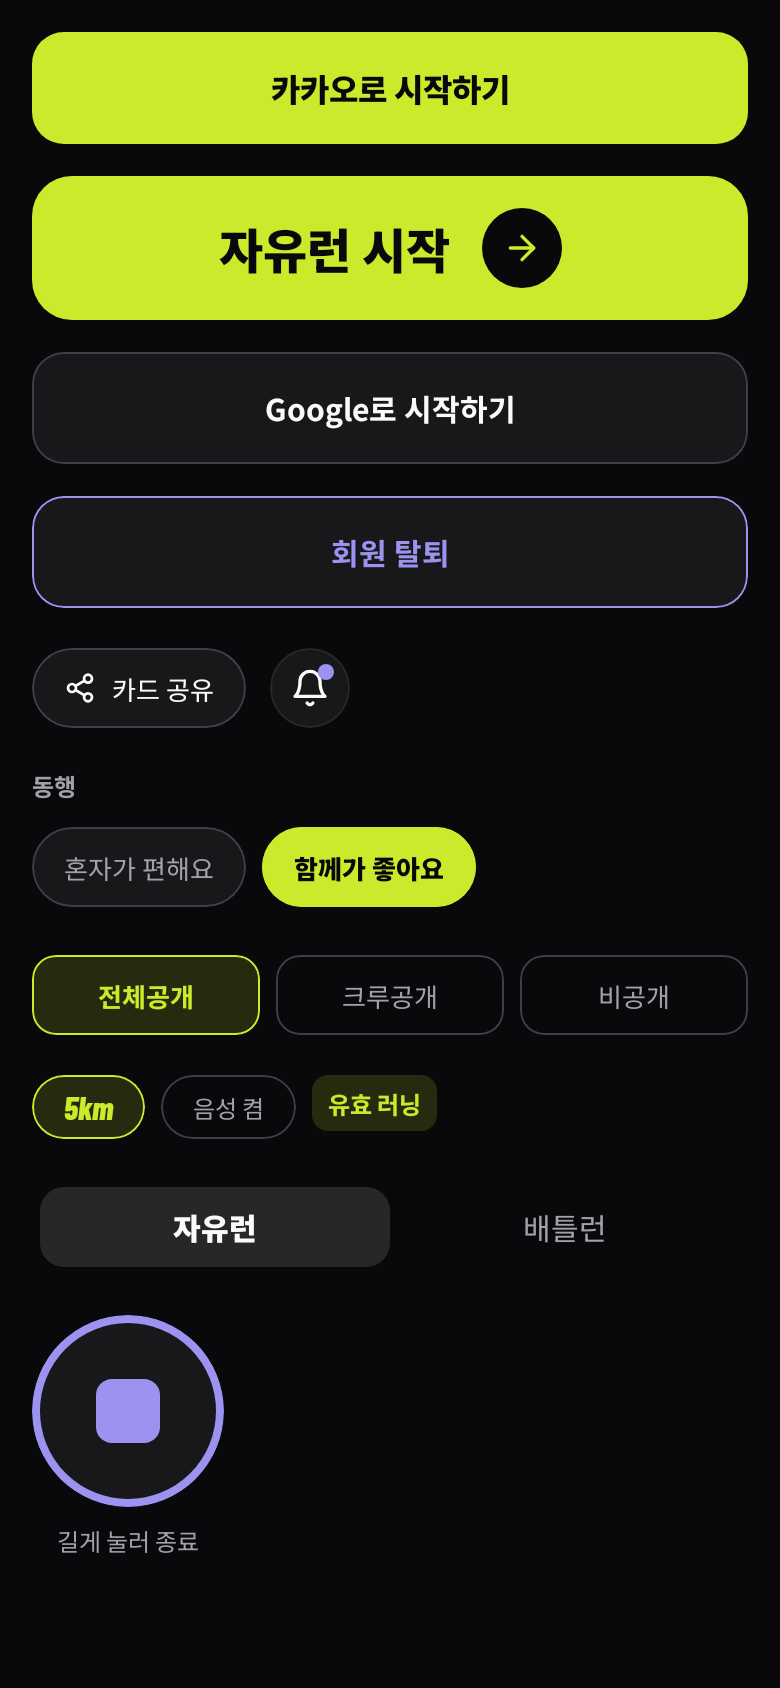 카카오로 시작하기
자유런 시작
Google로 시작하기
회원 탈퇴
카드 공유
동행
혼자가 편해요 함께가 좋아요
전체공개 크루공개 비공개
5km 음성 켬 유효 러닝
자유런 배틀런
길게 눌러 종료